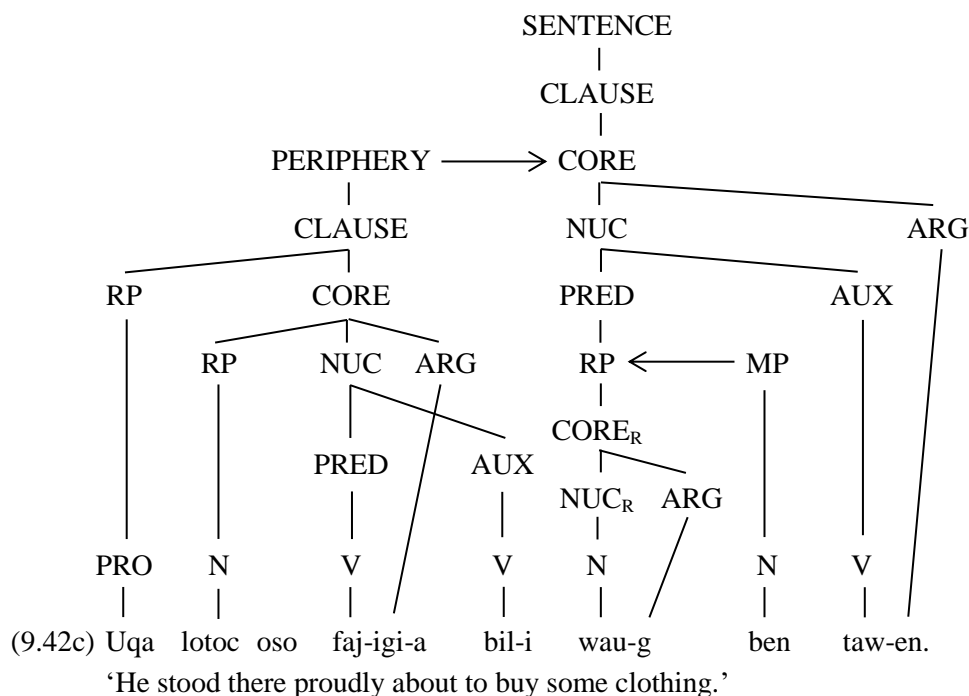 SENTENCE
CLAUSE
PERIPHERY CORE
CLAUSE NUC ARG
RP CORE PRED AUX
RP NUC ARG RP MP
CORER
PRED AUX
NUCR ARG
PRO N V V N N V
(9.42c) Uqa lotoc oso faj-igi-a bil-i wau-g ben taw-en.
‘He stood there proudly about to buy some clothing.’